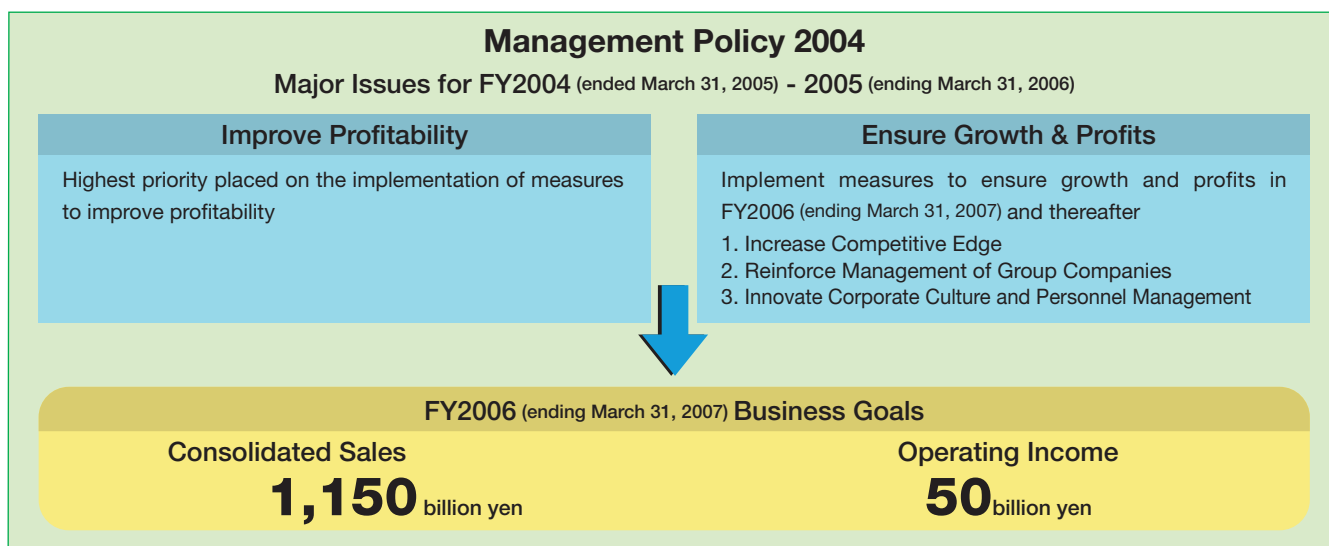 Management Policy 2004
Major Issues for FY2004 (ended March 31, 2005) - 2005 (ending March 31, 2006)
Improve Profitability
Highest priority placed on the implementation of measures
to improve profitability
Ensure Growth & Profits
Implement measures to ensure growth and profits in
FY2006 (ending March 31, 2007) and thereafter
1. Increase Competitive Edge
2. Reinforce Management of Group Companies
3. Innovate Corporate Culture and Personnel Management
FY2006 (ending March 31, 2007) Business Goals
Consolidated Sales
1,150 billion yen
Operating Income
50 billion yen